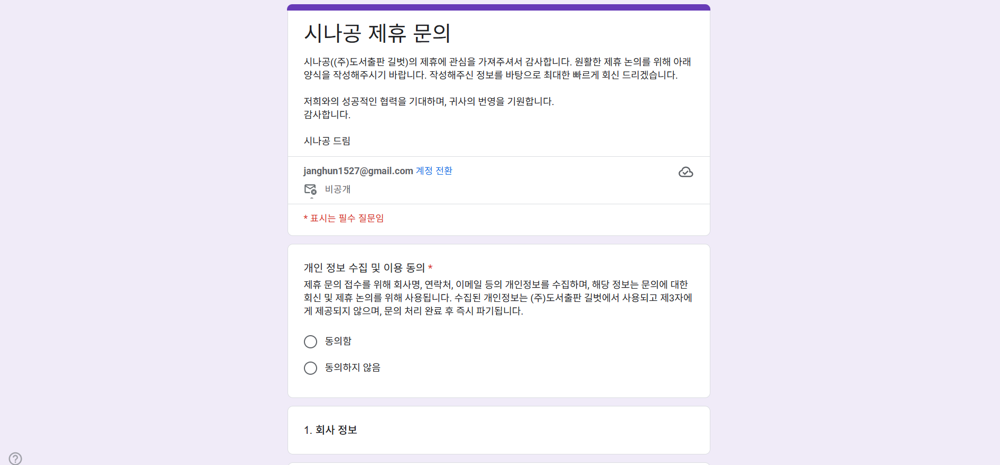 시나공 제휴 문의
시나공((주)도서출판 길벗)의 제휴에 관심을 가져주셔서 감사합니다. 원활한 제휴 논의를 위해 아래
양식을 작성해주시기 바랍니다. 작성해주신 정보를 바탕으로 최대한 빠르게 회신 드리겠습니다.
저희와의 성공적인 협력을 기대하며, 귀사의 번영을 기원합니다.
감사합니다.
시나공 드림
janghun1527@gmail.com 계정 전환
비공개
* 표시는 필수 질문임
개인 정보 수집 및 이용 동의 *
제휴 문의 접수를 위해 회사명, 연락처, 이메일 등의 개인정보를 수집하며, 해당 정보는 문의에 대한
회신 및 제휴 논의를 위해 사용됩니다. 수집된 개인정보는 (주)도서출판 길벗에서 사용되고 제3자에
게 제공되지 않으며, 문의 처리 완료 후 즉시 파기됩니다.
동의함
동의하지 않음
1. 회사 정보